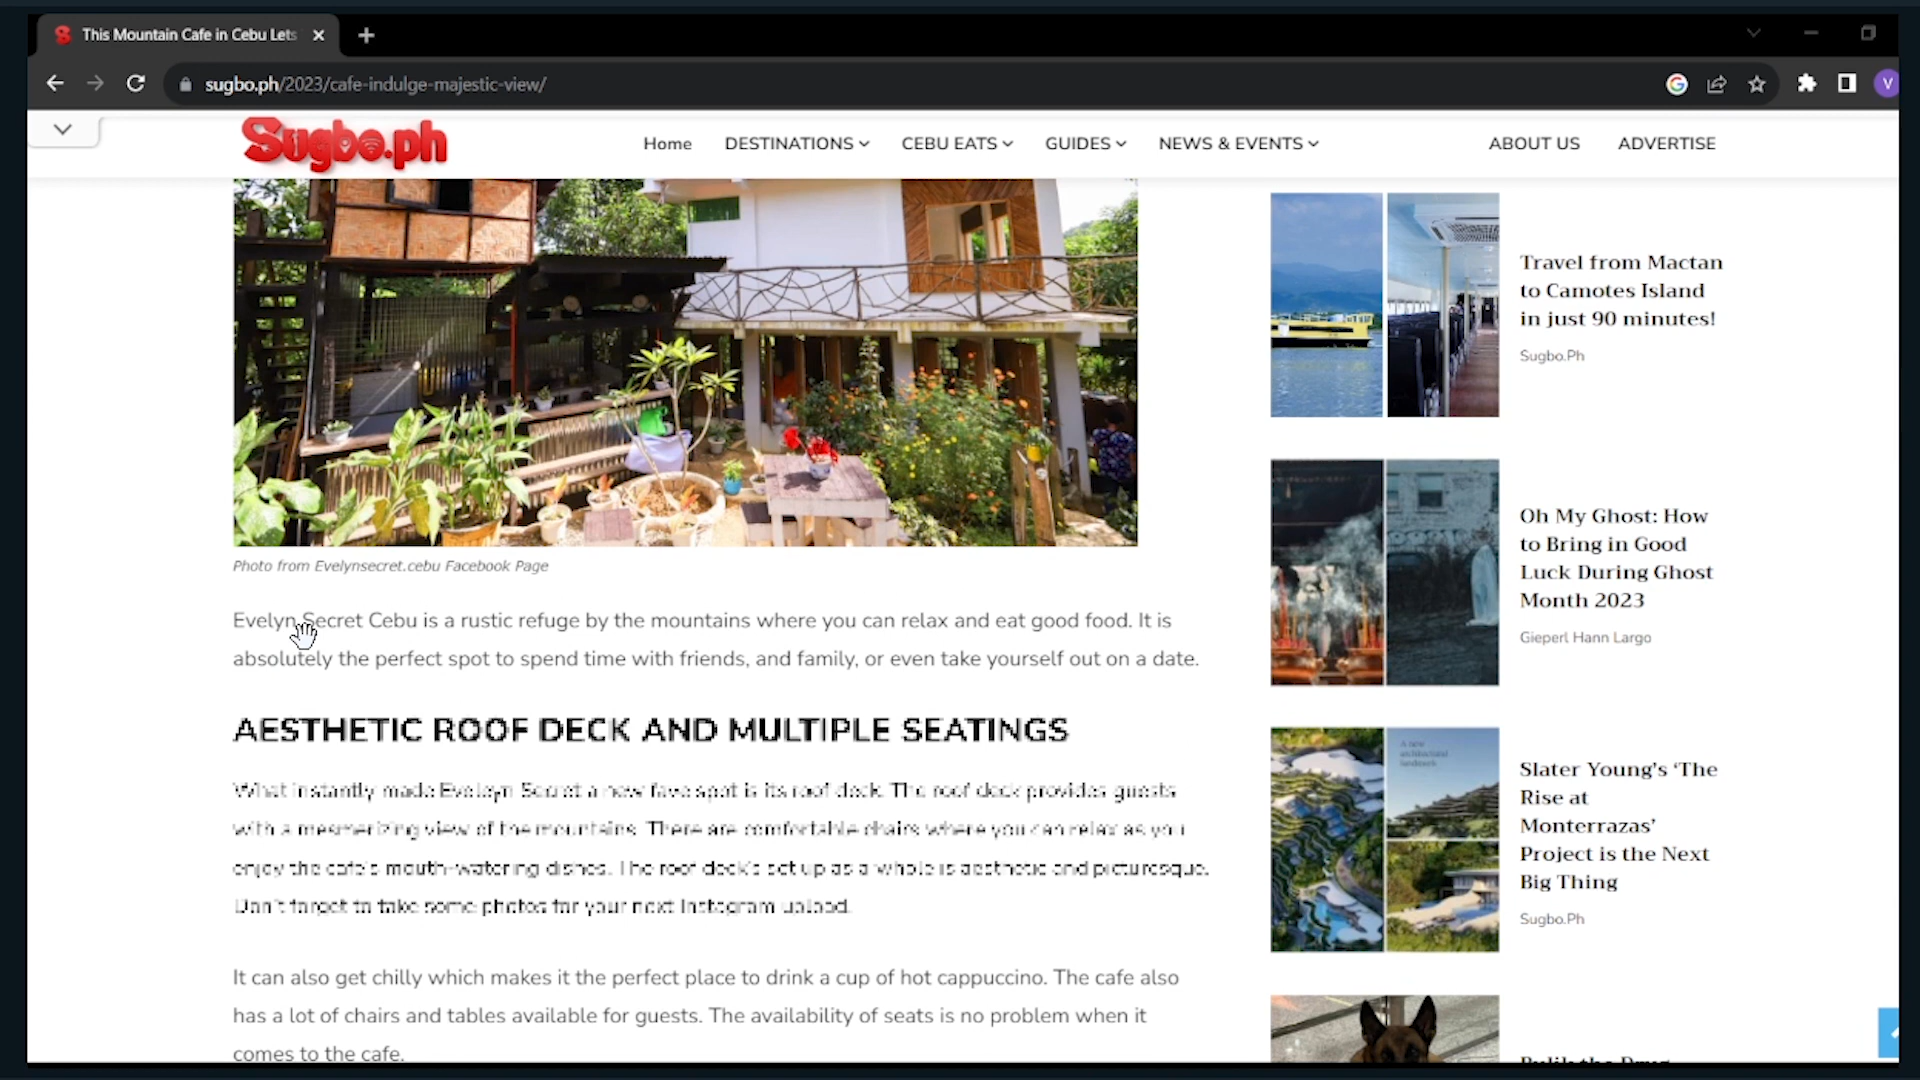 This Mountain Cafe in Cebu Lets
sugbo.ph/2023/cafe-indulge-majestic-view/
V
Sugbo.ph
Home DESTINATIONS CEBU EATS GUIDES NEWS & EVENTS ABOUT US ADVERTISE
Photo from Evelynsecret.cebu Facebook Page
Evelyn Secret Cebu is a rustic refuge by the mountains where you can relax and eat good food. It is
absolutely the perfect spot to spend time with friends, and family, or even take yourself out on a date.
AESTHETIC ROOF DECK AND MULTIPLE SEATINGS
What instantly made Evelyn Secret a new fave spot is its roof deck. The roof deck provides guests
with a mesmerizing view of the mountains. There are comfortable chairs where you can relax as you
enjoy the cafe's mouth-watering dishes. The roof deck's set up as a whole is aesthetic and picturesque.
Don't forget to take some photos for your next Instagram upload.
It can also get chilly which makes it the perfect place to drink a cup of hot cappuccino. The cafe also
has a lot of chairs and tables available for guests. The availability of seats is no problem when it
comes to the cafe.
Travel from Mactan
to Camotes Island
in just 90 minutes!
Sugbo.Ph
Oh My Ghost: How
to Bring in Good
Luck During Ghost
Month 2023
Gieperl Hann Largo
A new
architectural
landmark
Slater Young's ‘The
Rise at
Monterrazas’
Project is the Next
Big Thing
Sugbo.Ph